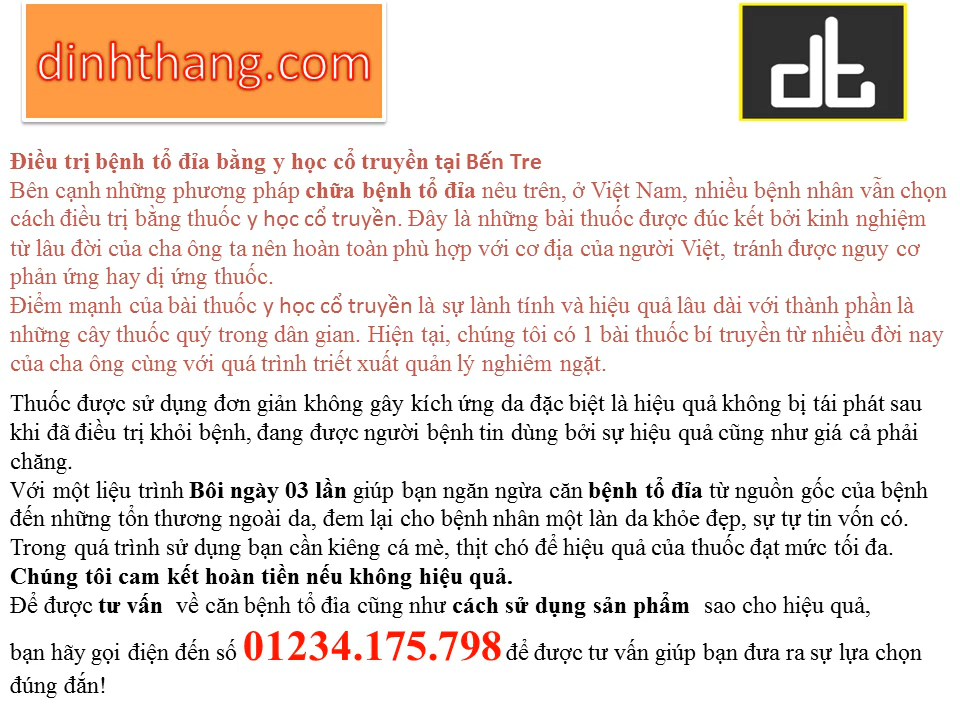 dinhthang.com
dt
Điều trị bệnh tổ đỉa bằng y học cổ truyền tại Bến Tre
Bên cạnh những phương pháp chữa bệnh tổ đỉa nêu trên, ở Việt Nam, nhiều bệnh nhân vẫn chọn
cách điều trị bằng thuốc y học cổ truyền. Đây là những bài thuốc được đúc kết bởi kinh nghiệm
từ lâu đời của cha ông ta nên hoàn toàn phù hợp với cơ địa của người Việt, tránh được nguy cơ
phản ứng hay dị ứng thuốc.
Điểm mạnh của bài thuốc y học cổ truyền là sự lành tính và hiệu quả lâu dài với thành phần là
những cây thuốc quý trong dân gian. Hiện tại, chúng tôi có 1 bài thuốc bí truyền từ nhiều đời nay
của cha ông cùng với quá trình triết xuất quản lý nghiêm ngặt.
Thuốc được sử dụng đơn giản không gây kích ứng da đặc biệt là hiệu quả không bị tái phát sau
khi đã điều trị khỏi bệnh, đang được người bệnh tin dùng bởi sự hiệu quả cũng như giá cả phải
chăng.
Với một liệu trình Bôi ngày 03 lần giúp bạn ngăn ngừa căn bệnh tổ đỉa từ nguồn gốc của bệnh
đến những tổn thương ngoài da, đem lại cho bệnh nhân một làn da khỏe đẹp, sự tự tin vốn có.
Trong quá trình sử dụng bạn cần kiêng cá mè, thịt chó để hiệu quả của thuốc đạt mức tối đa.
Chúng tôi cam kết hoàn tiền nếu không hiệu quả.
Để được tư vấn về căn bệnh tổ đỉa cũng như cách sử dụng sản phẩm sao cho hiệu quả,
bạn hãy gọi điện đến số 01234.175.798 để được tư vấn giúp bạn đưa ra sự lựa chọn
đúng đắn!